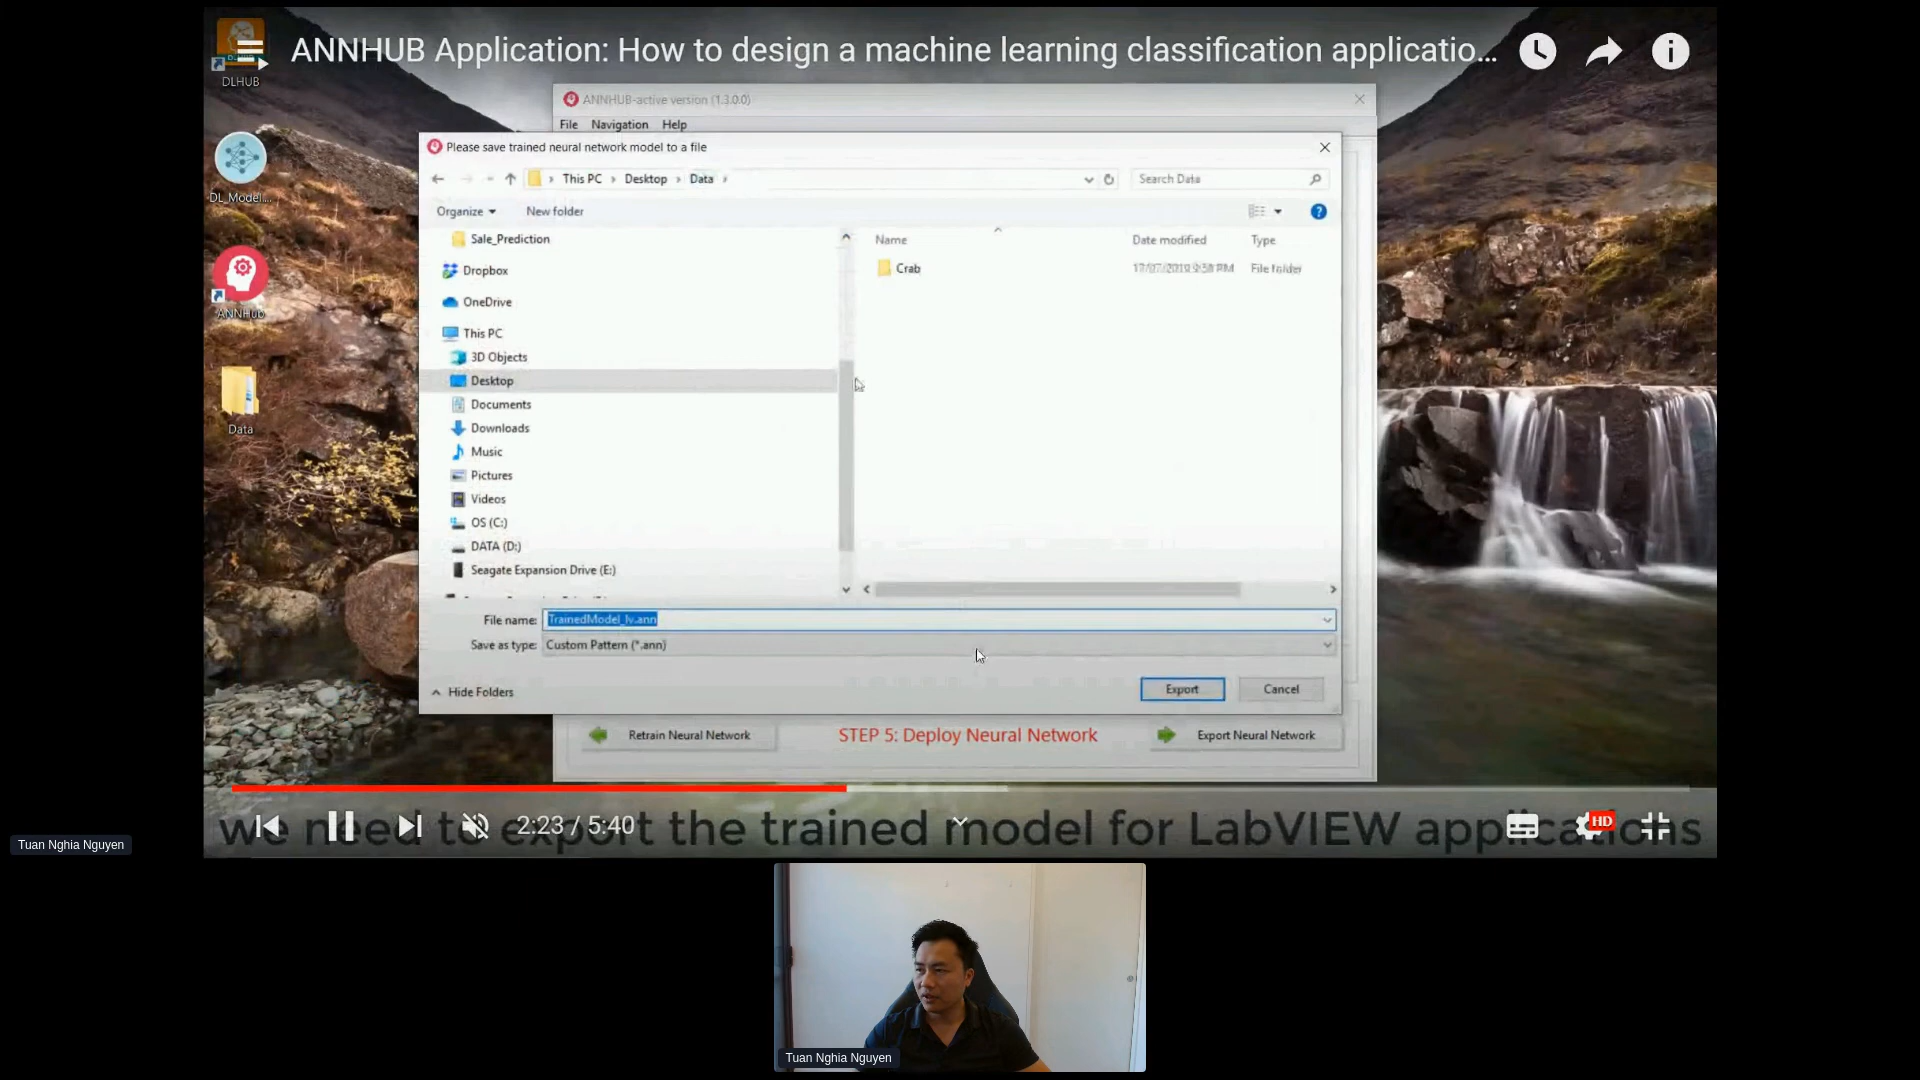 ANNHUB Application: How to design a machine learning classification applicatio...
DLHUB
DL_Model....
ANNHub
Data
ANNHUB-active version (1.3.0.0)
File Navigation Help
Please save trained neural network model to a file
This PC › Desktop › Data ›
Search Data
Organize
New folder
Sale_Prediction
Dropbox
OneDrive
This PC
3D Objects
Desktop
Documents
Downloads
Music
Pictures
Videos
OS (C:)
DATA (D:)
Seagate Expansion Drive (E:)
Name Date modified Type
Crab File folder
File name: TrainedModel_lv.ann
Save as type: Custom Pattern (*.ann)
Hide Folders
Export
Cancel
Retrain Neural Network
STEP 5: Deploy Neural Network
Export Neural Network
we need to export the trained model for LabVIEW applications
2:23 / 5:40
HD
Tuan Nghia Nguyen
Tuan Nghia Nguyen